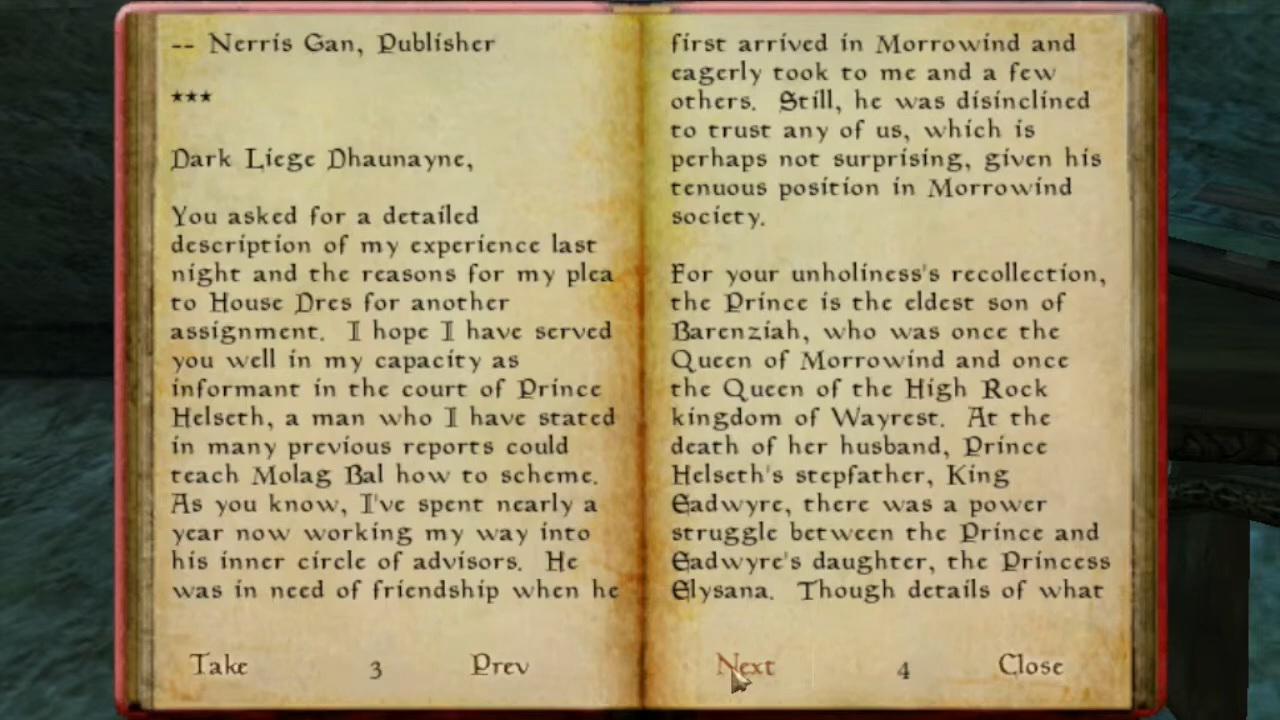 -- Nerris Gan, Publisher
***
Dark Liege Dhaunayne,
You asked for a detailed
description of my experience last
night and the reasons for my plea
to House Dres for another
assignment. I hope I have served
you well in my capacity as
informant in the court of Prince
Helseth, a man who I have stated
in many previous reports could
teach Molag Bal how to scheme.
As you know, I've spent nearly a
year now working my way into
his inner circle of advisors. He
was in need of friendship when he
first arrived in Morrowind and
eagerly took to me and a few
others. Still, he was disinclined
to trust any of us, which is
perhaps not surprising, given his
tenuous position in Morrowind
society.
For your unholiness's recollection,
the Prince is the eldest son of
Barenziah, who was once the
Queen of Morrowind and once
the Queen of the High Rock
kingdom of Wayrest. At the
death of her husband, Prince
Helseth's stepfather, King
Eadwyre, there was a power
struggle between the Prince and
Eadwyre's daughter, the Princess
Elysana. Though details of what
Take 3 Prev Next 4 Close